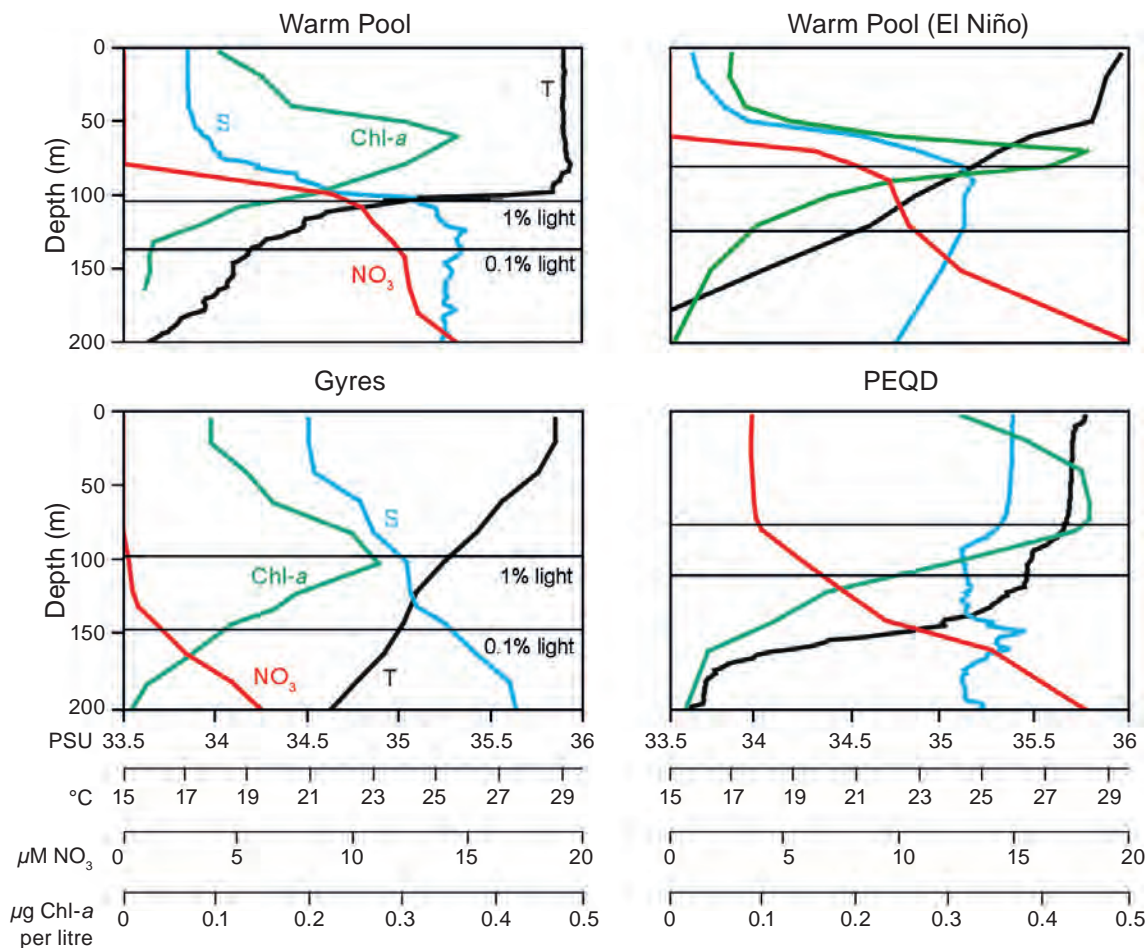 Warm Pool
Warm Pool (El Niño)
0
50
100
150
200
Depth (m)
S
Chl-a
T
1% light
0.1% light
NO₃
Gyres
PEQD
0
50
100
150
200
Depth (m)
S
Chl-a
1% light
0.1% light
NO₃
T
PSU
33.5 34 34.5 35 35.5 36
33.5 34 34.5 35 35.5 36
°C
15 17 19 21 23 25 27 29
15 17 19 21 23 25 27 29
µM NO₃
0 5 10 15 20
0 5 10 15 20
µg Chl-a
per litre
0 0.1 0.2 0.3 0.4 0.5
0 0.1 0.2 0.3 0.4 0.5